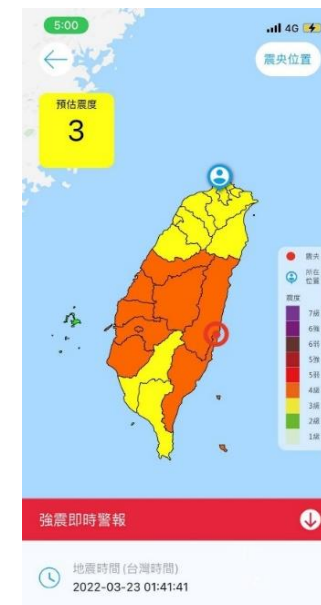 5:00
4G
震央位置
預估震度
3
震央
所在
位置
震度
7級
6強
6弱
5強
5弱
4級
3級
2級
1級
強震即時警報
地震時間 (台灣時間)
2022-03-23 01:41:41